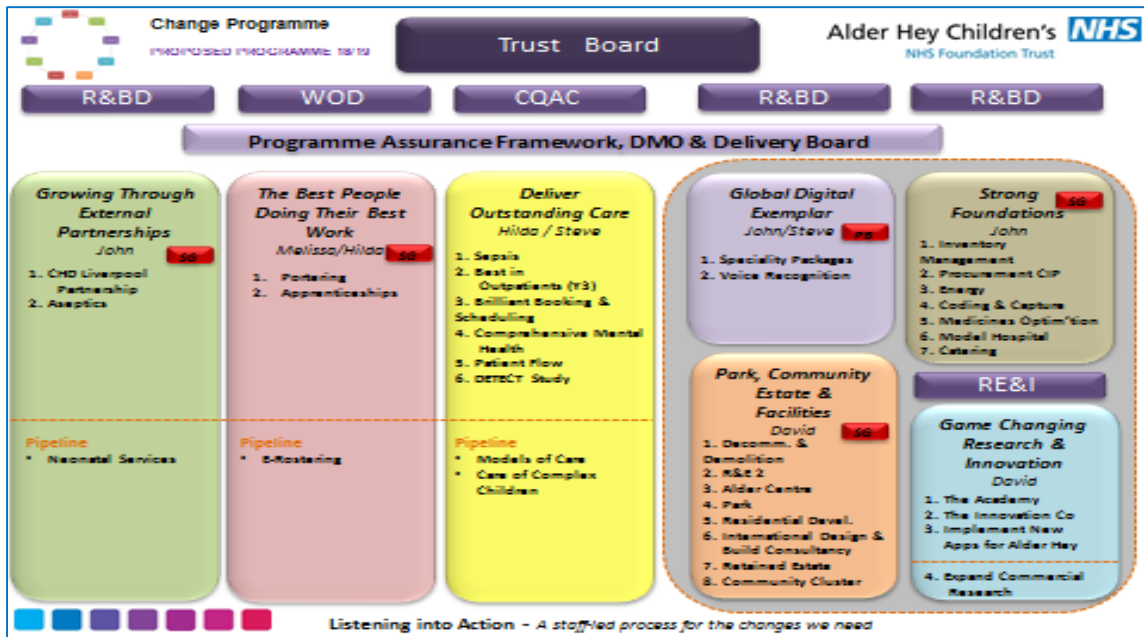 Change Programme
PROPOSED PROGRAMME 18/19
Trust Board
Alder Hey Children's NHS
NHS Foundation Trust
R&BD
WOD
CQAC
R&BD
R&BD
Programme Assurance Framework, DMO & Delivery Board
Growing Through
External
Partnerships
John
SG
1. CHD Liverpool
Partnership
2. Aseptics
Pipeline
• Neonatal Services
The Best People
Doing Their Best
Work
Melissa/Hilda
SG
1. Portering
2. Apprenticeships
Pipeline
• E-Rostering
Deliver
Outstanding Care
Hilda / Steve
1. Sepsis
2. Best in
Outpatients (Y3)
3. Brilliant Booking &
Scheduling
4. Comprehensive Mental
Health
5. Patient Flow
6. DETECT Study
Pipeline
• Models of Care
• Care of Complex
Children
Global Digital
Exemplar
John/Steve
PB
1. Speciality Packages
2. Voice Recognition
Park, Community
Estate &
Facilities
David
SG
1. Decomm. &
Demolition
2. R&E 2
3. Alder Centre
4. Park
5. Residential Devel.
6. International Design &
Build Consultancy
7. Retained Estate
8. Community Cluster
Strong
Foundations
John
SG
1. Inventory
Management
2. Procurement CIP
3. Energy
4. Coding & Capture
5. Medicines Optim'tion
6. Model Hospital
7. Catering
RE&I
Game Changing
Research &
Innovation
David
1. The Academy
2. The Innovation Co
3. Implement New
Apps for Alder Hey
4. Expand Commercial
Research
Listening into Action - A staff-led process for the changes we need